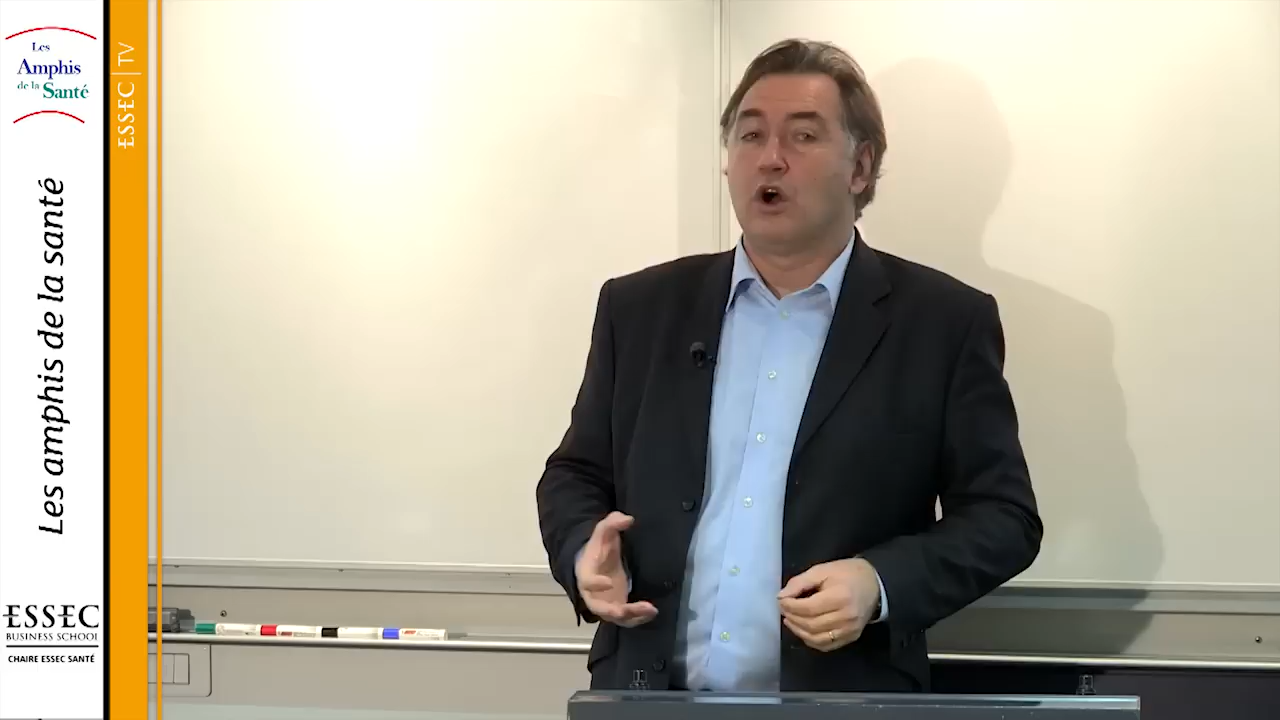 Les
Amphis
de la Santé
Les amphis de la santé
ESSEC
BUSINESS SCHOOL
CHAIRE ESSEC SANTÉ
ESSEC | TV